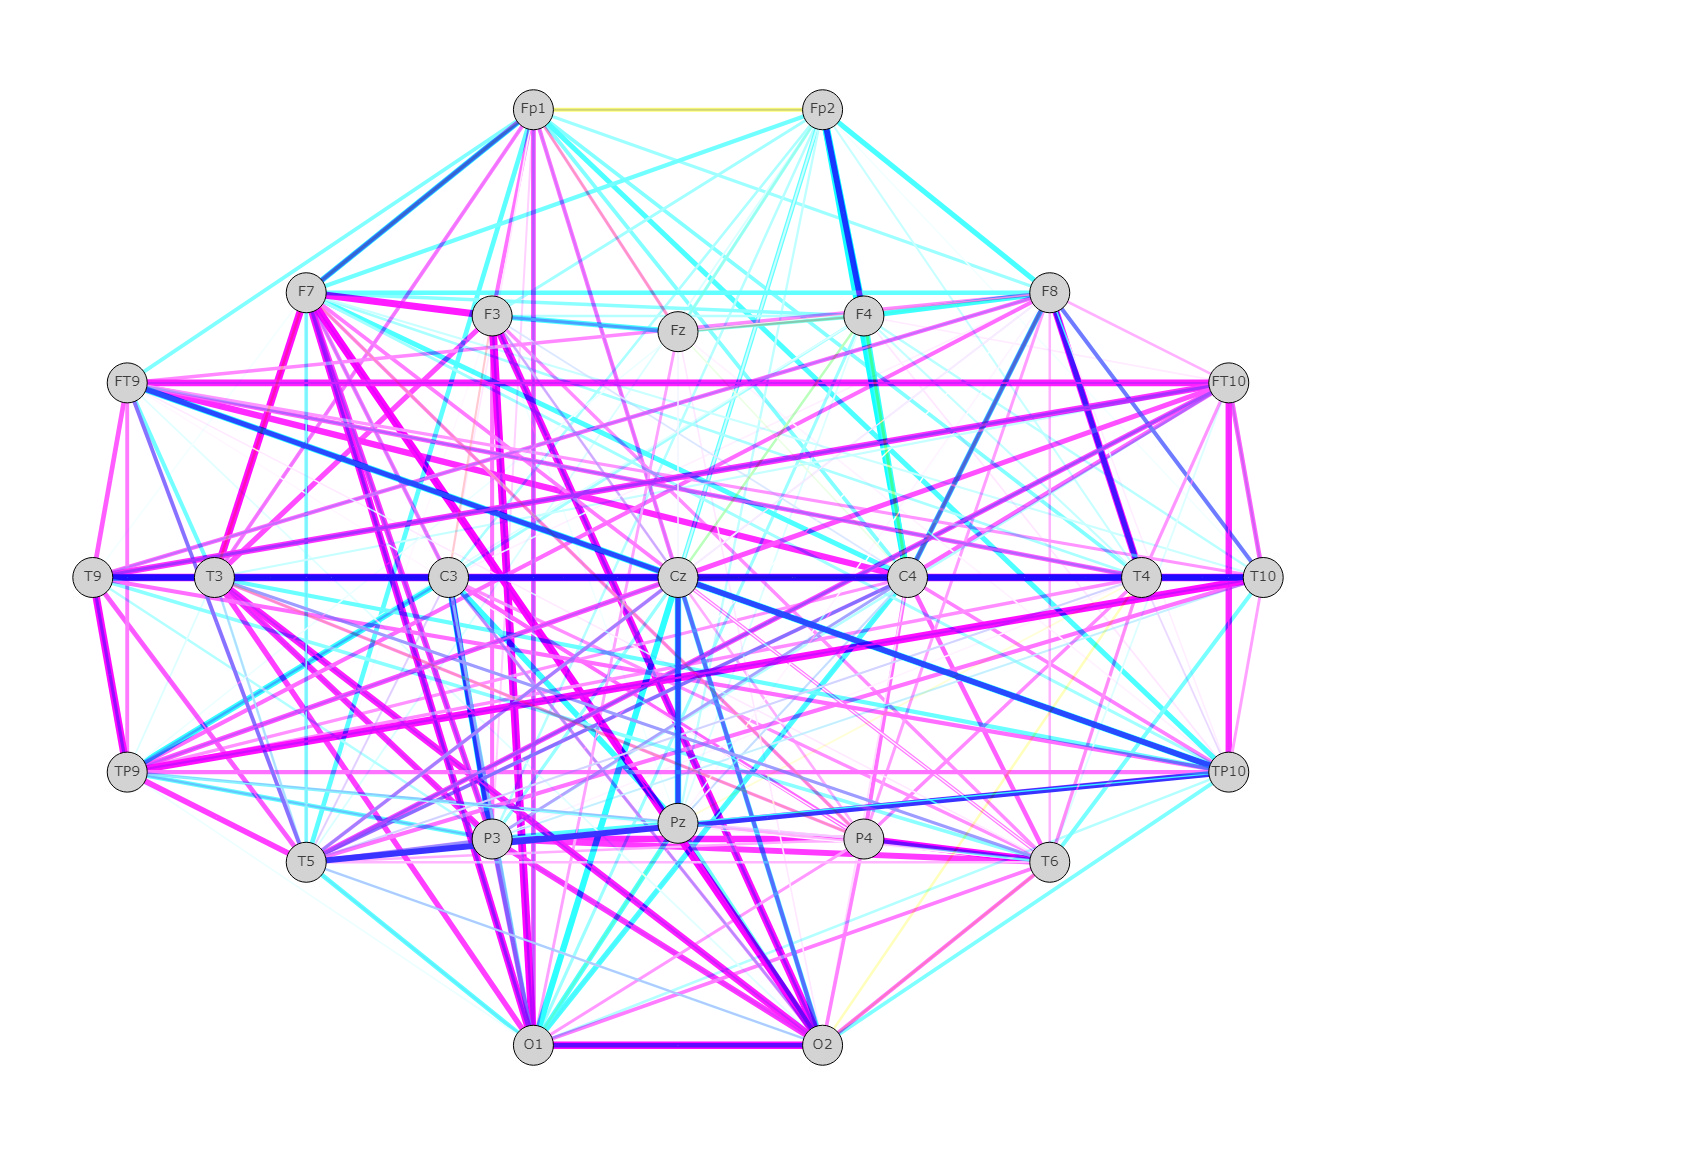 Fp1 Fp2
F7 F8
F3 Fz F4
FT9 FT10
T9 T3 C3 Cz C4 T4 T10
TP9 TP10
Pz
P3 P4
T5 T6
O1 O2